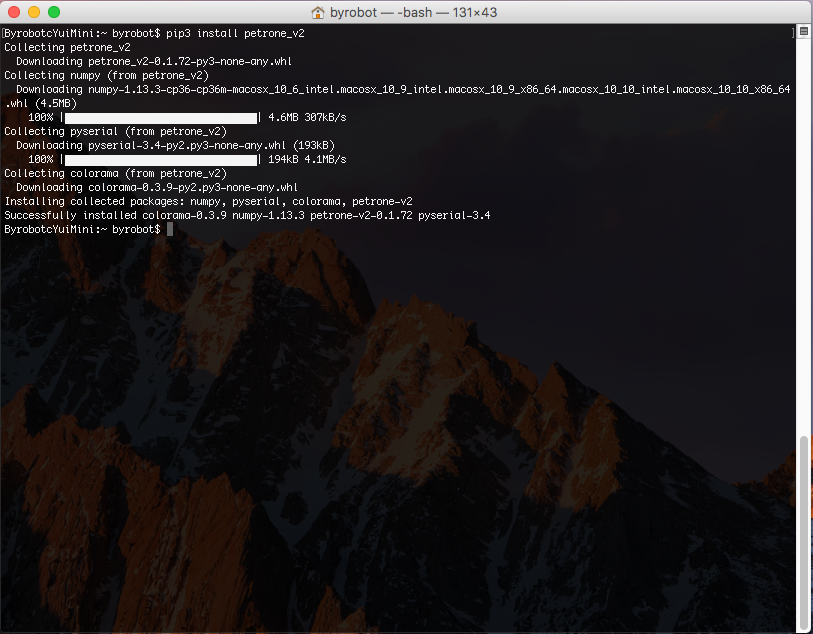 byrobot — -bash — 131×43
[ByrobotcYuiMini:~ byrobot$ pip3 install petrone_v2 ]
Collecting petrone_v2
Downloading petrone_v2-0.1.72-py3-none-any.whl
Collecting numpy (from petrone_v2)
Downloading numpy-1.13.3-cp36-cp36m-macosx_10_6_intel.macosx_10_9_intel.macosx_10_9_x86_64.macosx_10_10_intel.macosx_10_10_x86_64
.whl (4.5MB)
100% | | 4.6MB 307kB/s
Collecting pyserial (from petrone_v2)
Downloading pyserial-3.4-py2.py3-none-any.whl (193kB)
100% | | 194kB 4.1MB/s
Collecting colorama (from petrone_v2)
Downloading colorama-0.3.9-py2.py3-none-any.whl
Installing collected packages: numpy, pyserial, colorama, petrone-v2
Successfully installed colorama-0.3.9 numpy-1.13.3 petrone-v2-0.1.72 pyserial-3.4
ByrobotcYuiMini:~ byrobot$